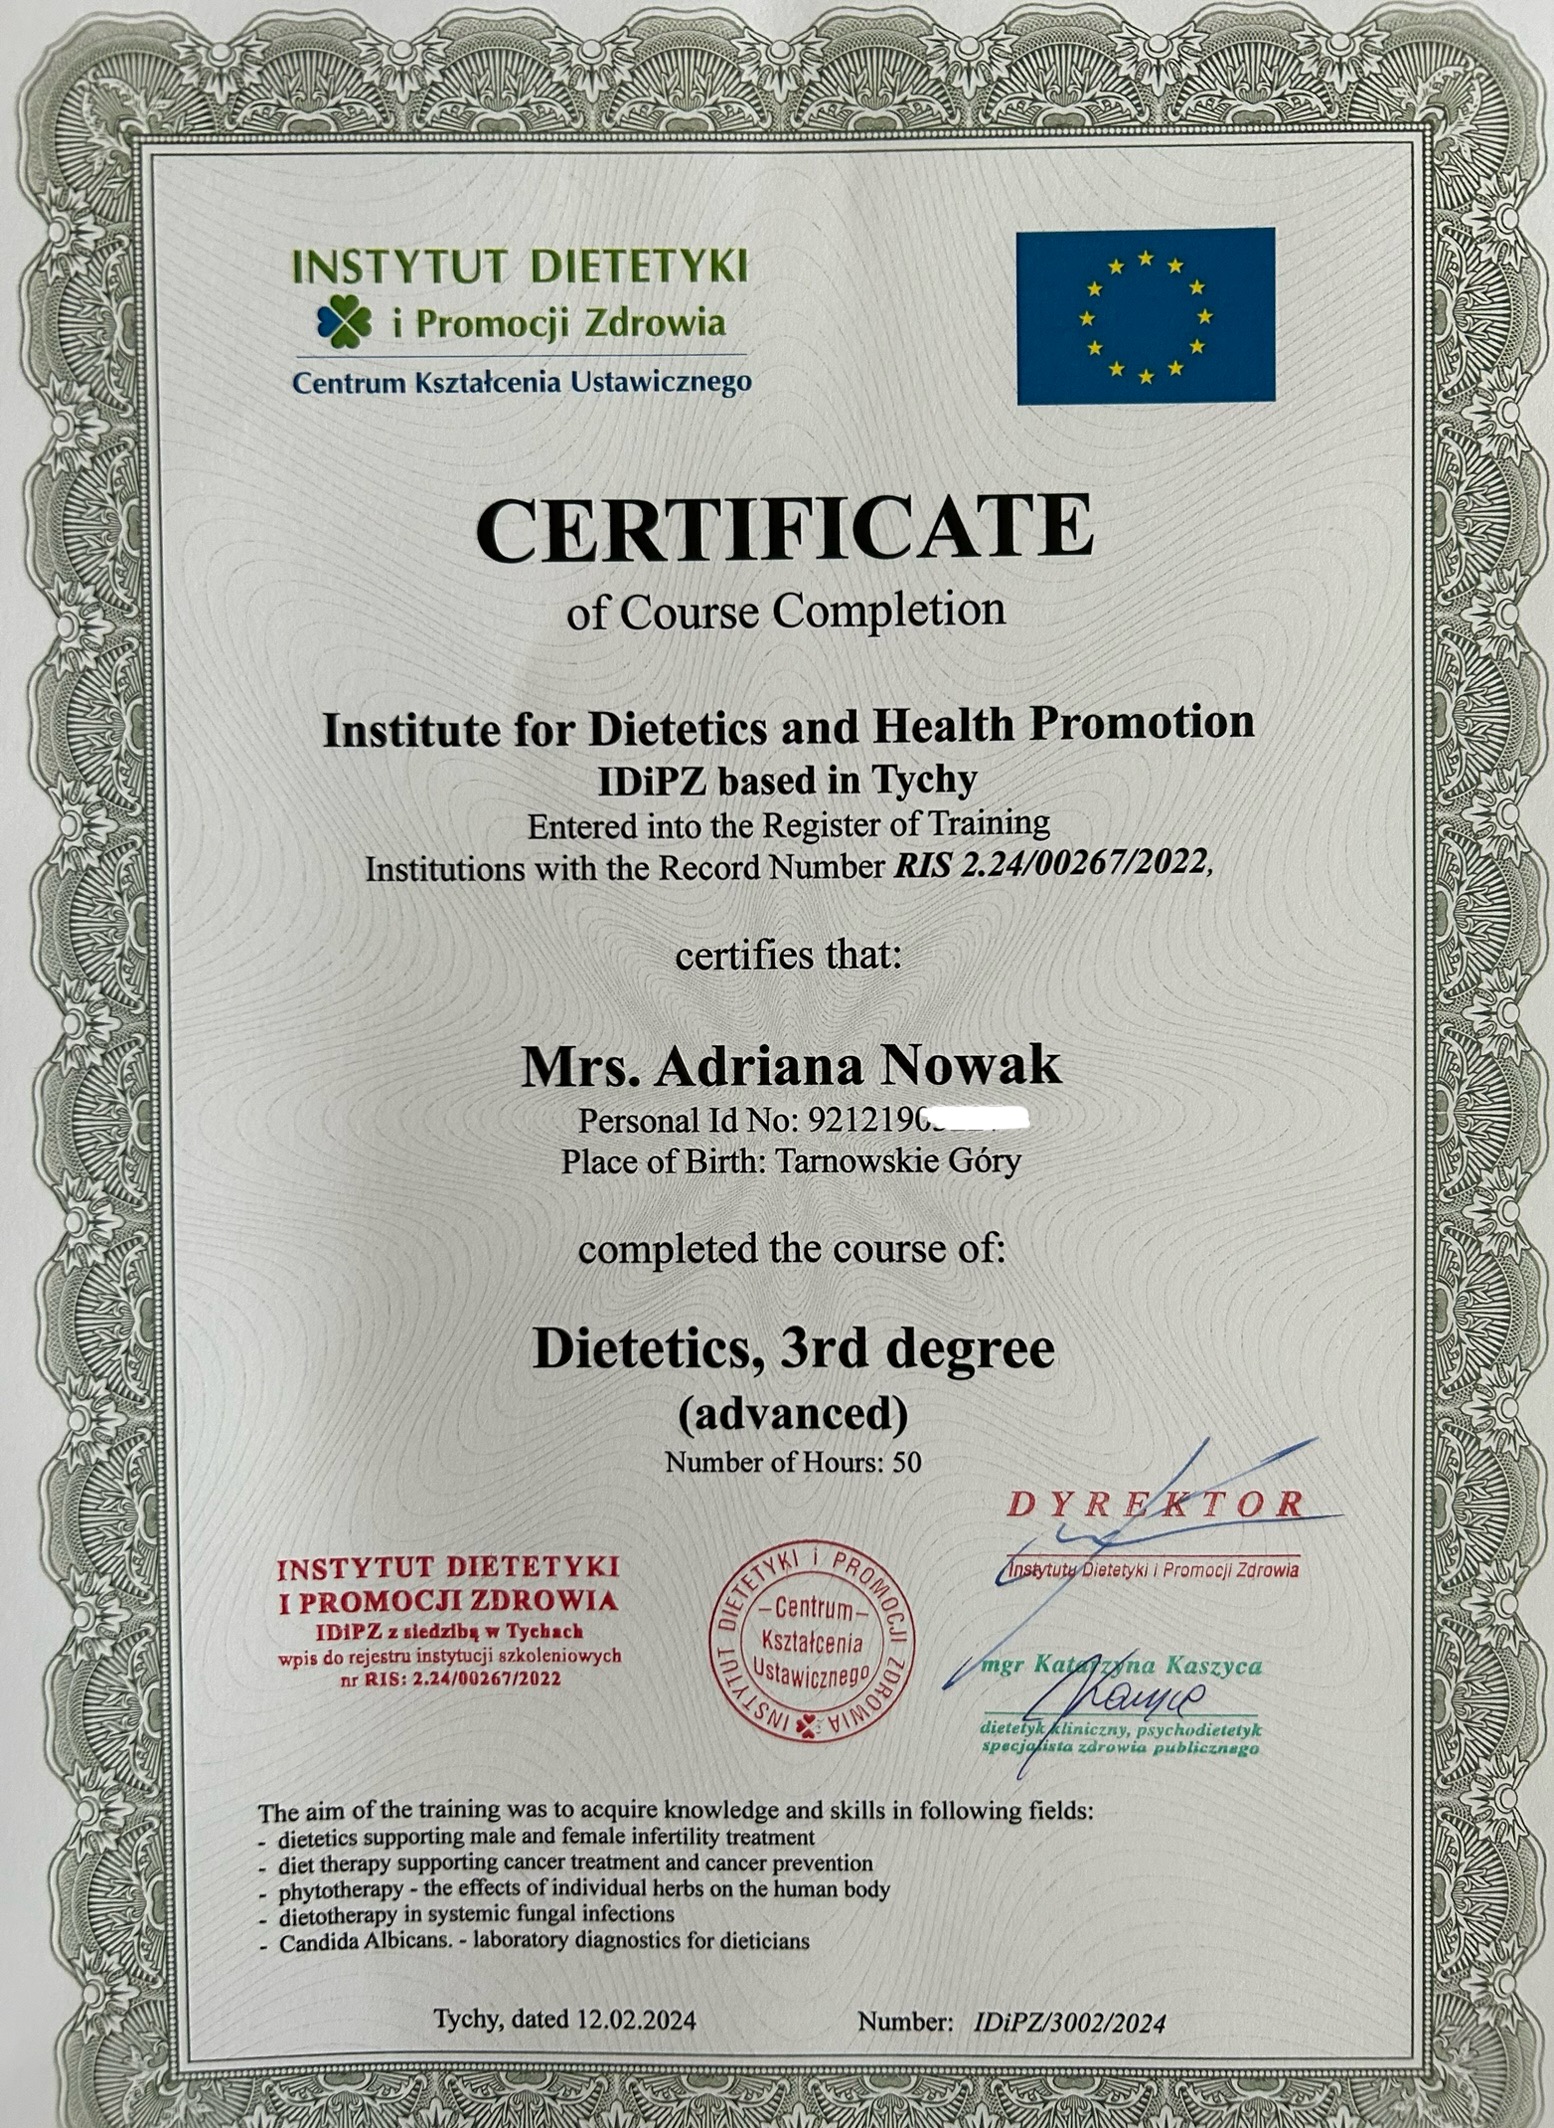 INSTYTUT DIETETYKI
i Promocji Zdrowia
Centrum Kształcenia Ustawicznego
CERTIFICATE
of Course Completion
Institute for Dietetics and Health Promotion
IDiPZ based in Tychy
Entered into the Register of Training
Institutions with the Record Number RIS 2.24/00267/2022,
certifies that:
Mrs. Adriana Nowak
Personal Id No: 9212190
Place of Birth: Tarnowskie Góry
completed the course of:
Dietetics, 3rd degree
(advanced)
Number of Hours: 50
DYREKTOR
Instytutu Dietetyki i Promocji Zdrowia
INSTYTUT DIETETYKI
I PROMOCJI ZDROWIA
IDiPZ z siedzibą w Tychach
wpis do rejestru instytucji szkoleniowych
nr RIS: 2.24/00267/2022
INSTYTUT DIETETYKI i PROMOCJI ZDROWIA
–Centrum–
Kształcenia
Ustawicznego
mgr Katarzyna Kaszyca
dietetyk kliniczny, psychodietetyk
specjalista zdrowia publicznego
The aim of the training was to acquire knowledge and skills in following fields:
- dietetics supporting male and female infertility treatment
- diet therapy supporting cancer treatment and cancer prevention
- phytotherapy - the effects of individual herbs on the human body
- dietotherapy in systemic fungal infections
- Candida Albicans. - laboratory diagnostics for dieticians
Tychy, dated 12.02.2024
Number: IDiPZ/3002/2024